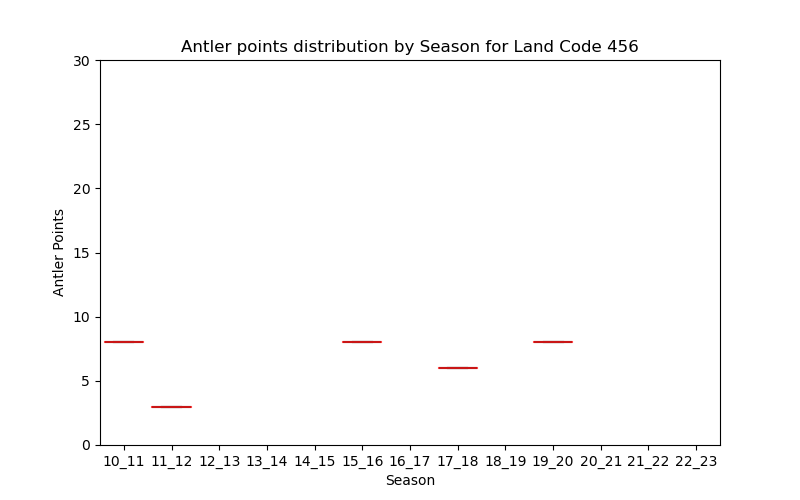 Antler points distribution by Season for Land Code 456
30
25
20
15
10
5
0
Antler Points
10_11 11_12 12_13 13_14 14_15 15_16 16_17 17_18 18_19 19_20 20_21 21_22 22_23
Season